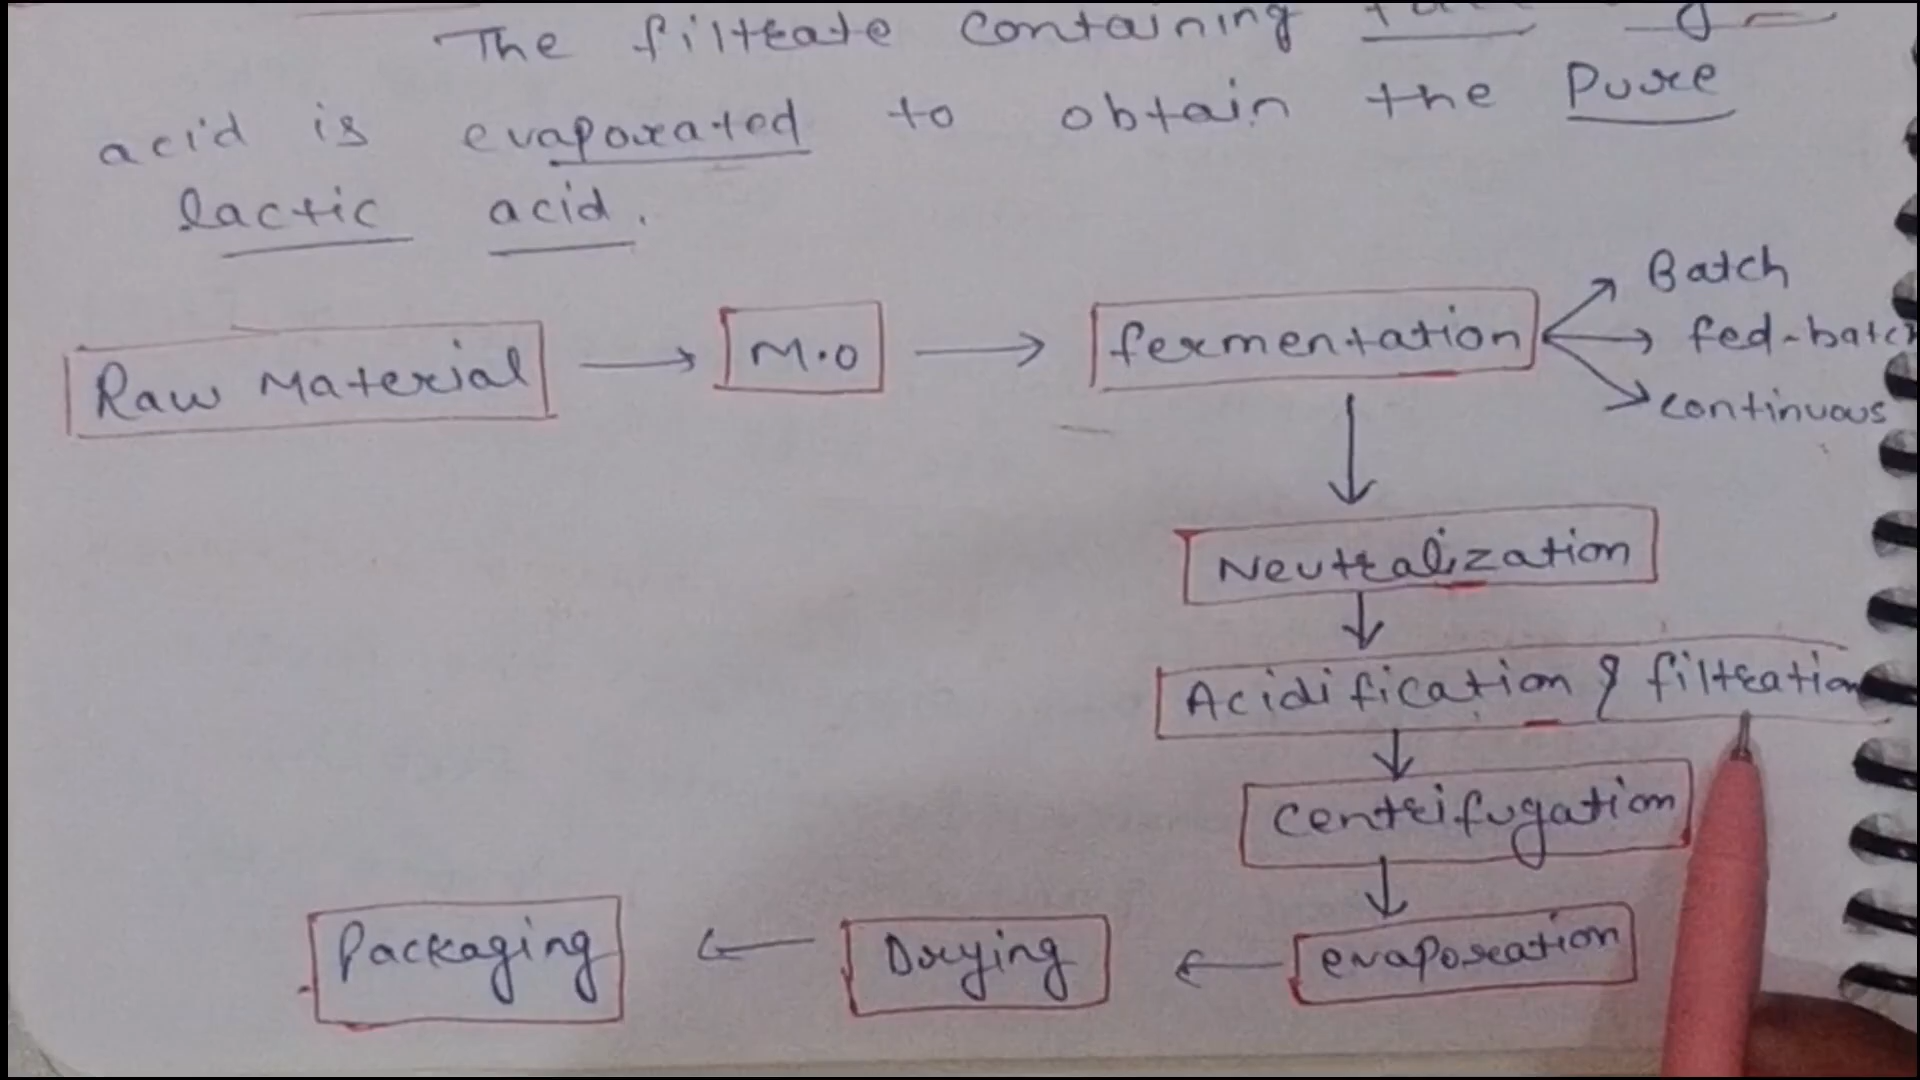 The filtrate containing
acid is evaporated to obtain the Pure
lactic acid.
Raw Material → M.O → fermentation
Batch
fed-batch
continuous
Neutralization
Acidification & filtration
Centrifugation
evaporation
Drying
Packaging